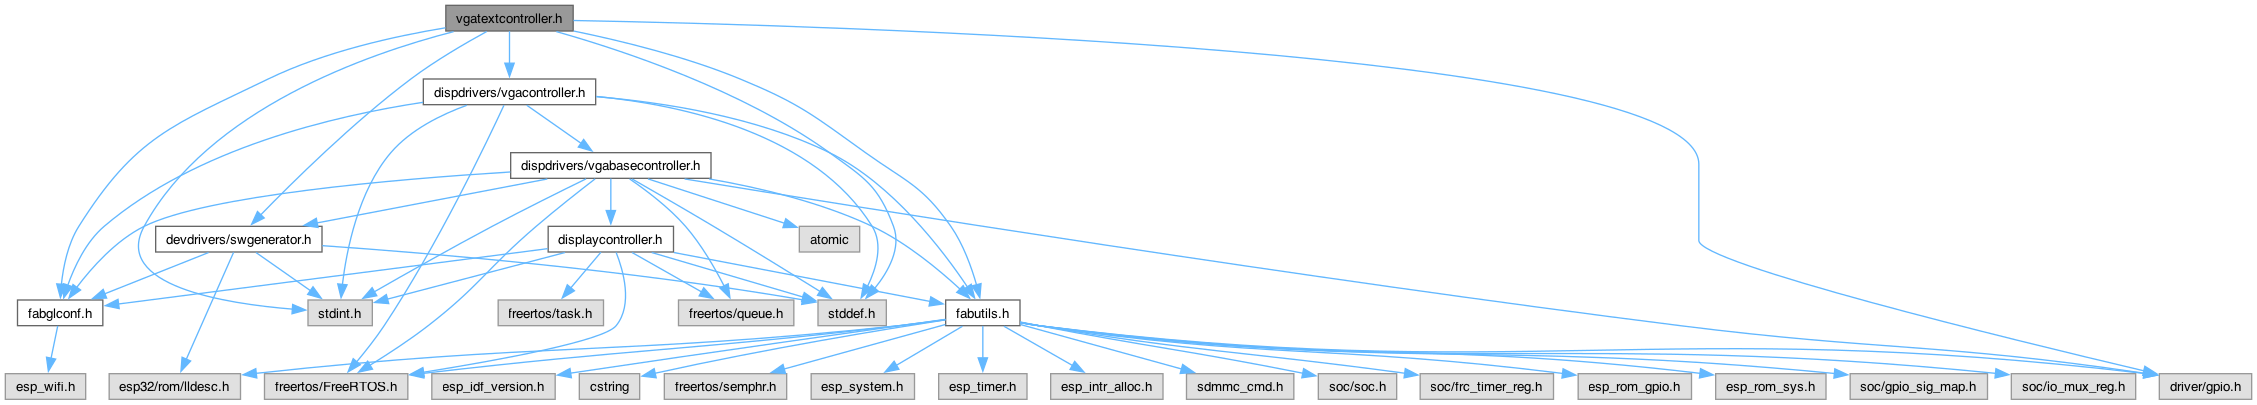 vgatextcontroller.h
dispdrivers/vgacontroller.h
dispdrivers/vgabasecontroller.h
devdrivers/swgenerator.h
displaycontroller.h
atomic
fabglconf.h
stdint.h
freertos/task.h
freertos/queue.h
stddef.h
fabutils.h
esp_wifi.h
esp32/rom/lldesc.h
freertos/FreeRTOS.h
esp_idf_version.h
cstring
freertos/semphr.h
esp_system.h
esp_timer.h
esp_intr_alloc.h
sdmmc_cmd.h
soc/soc.h
soc/frc_timer_reg.h
esp_rom_gpio.h
esp_rom_sys.h
soc/gpio_sig_map.h
soc/io_mux_reg.h
driver/gpio.h